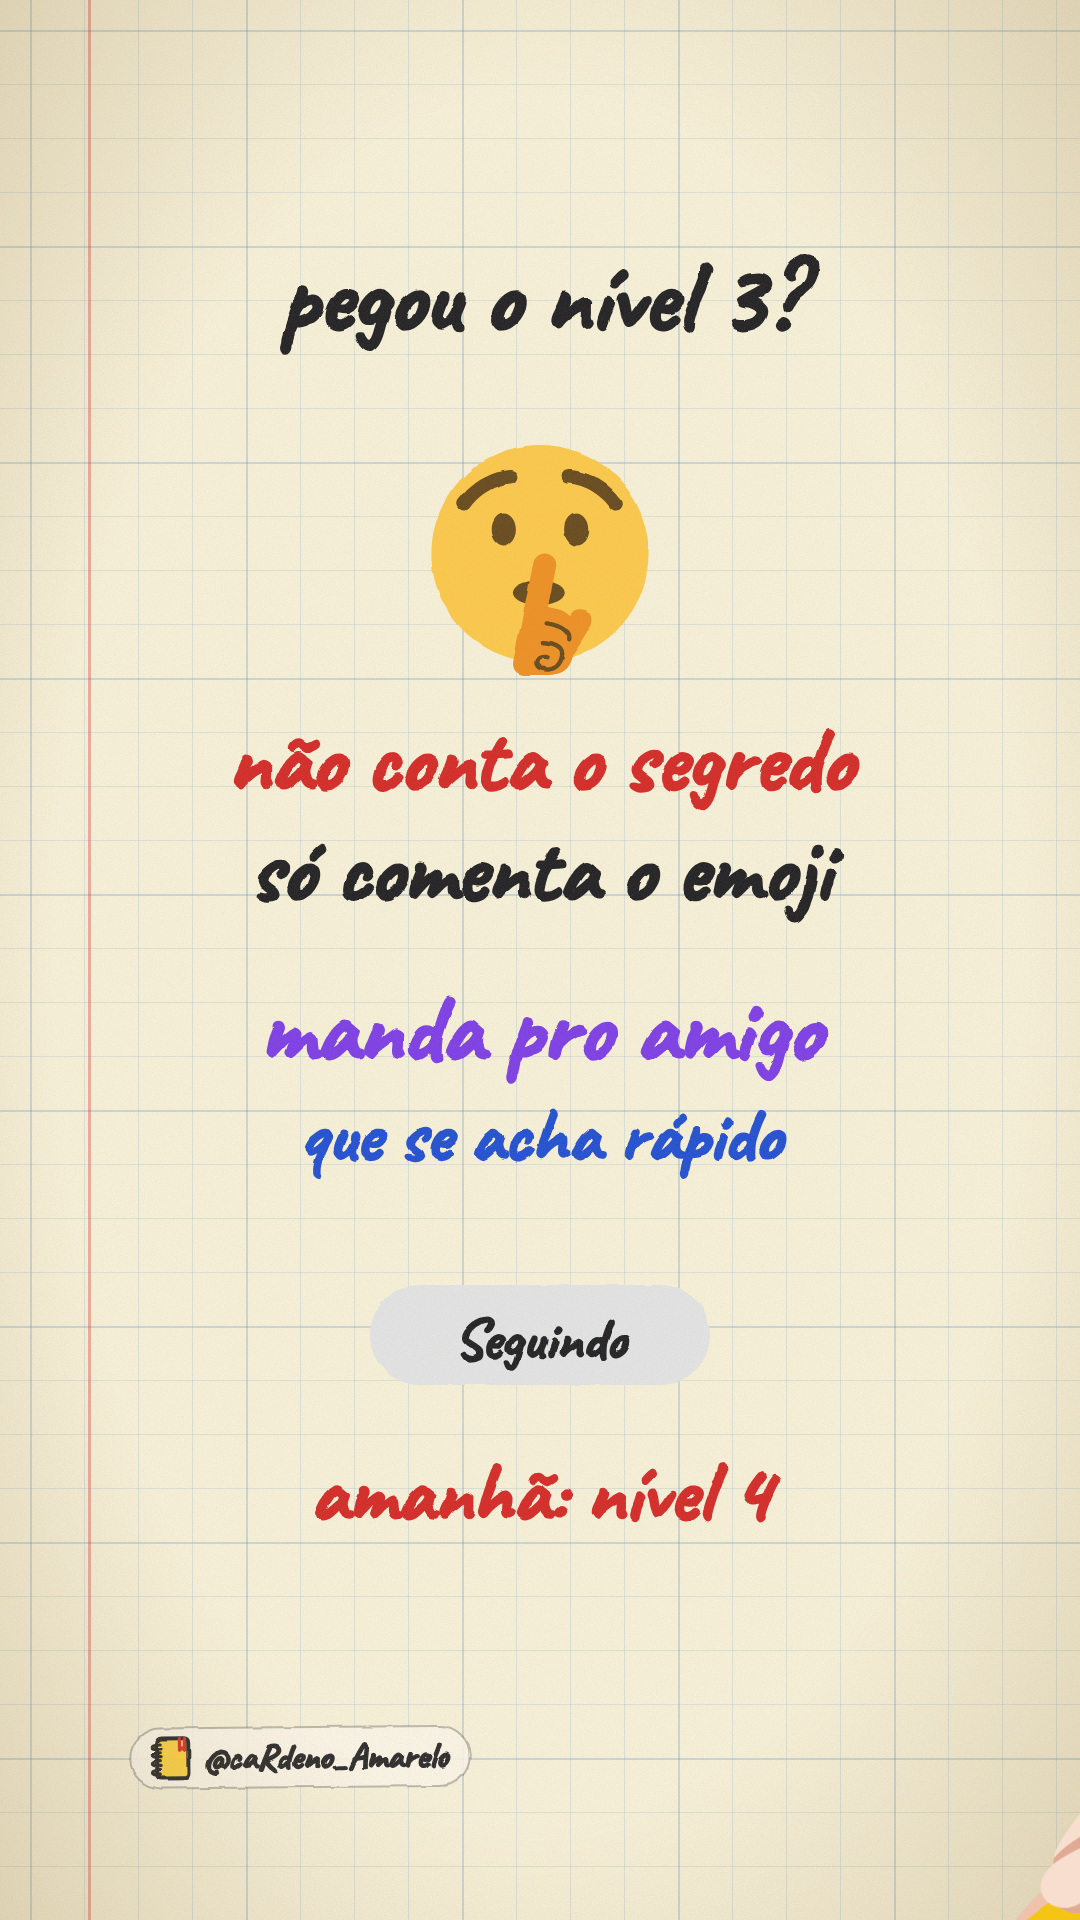 pegou o nível 3?
não conta o segredo
só comenta o emoji
manda pro amigo
que se acha rápido
Seguindo
amanhã: nível 4
@caRdeno_Amarelo